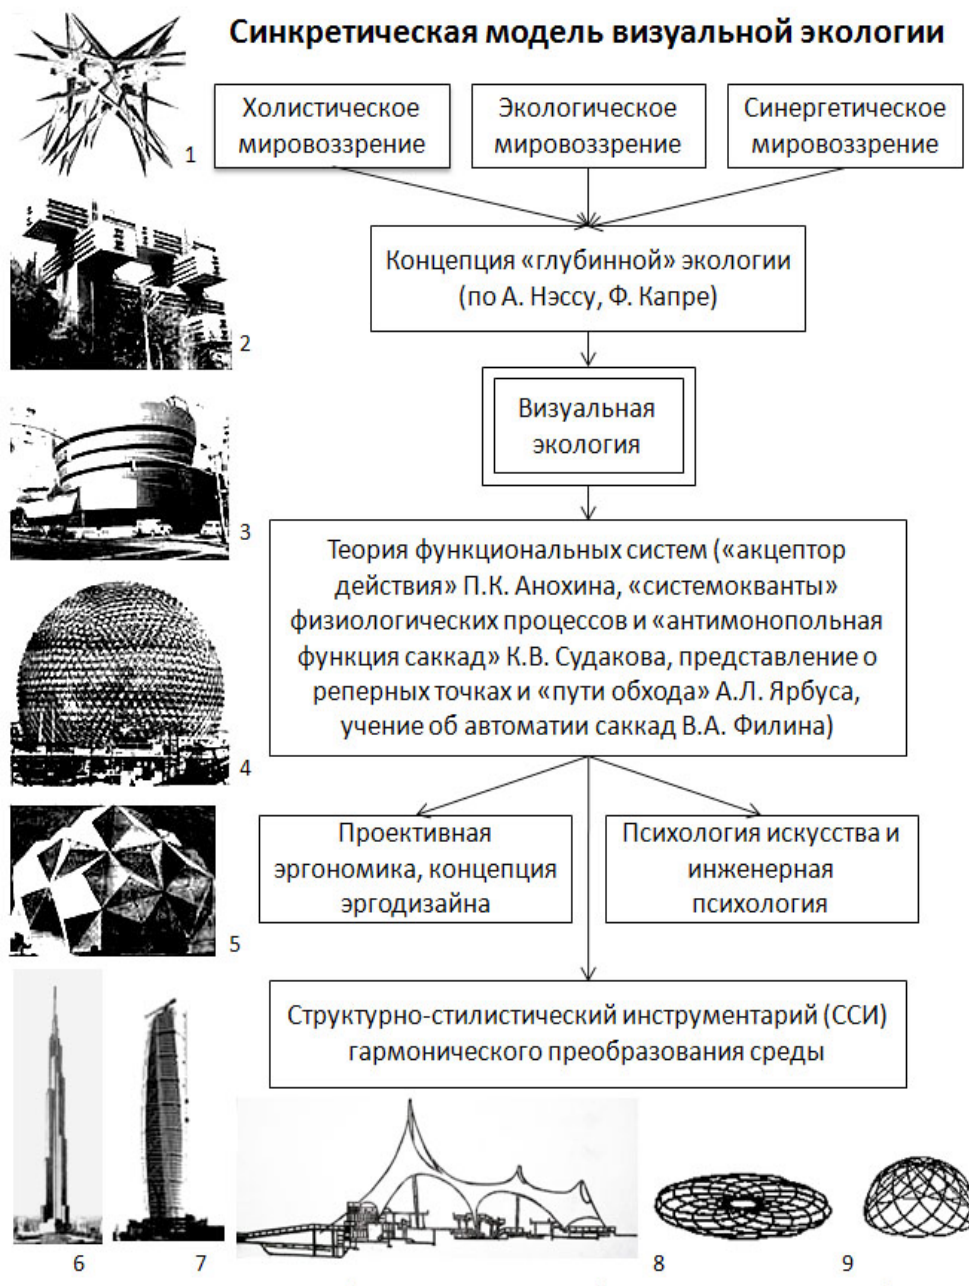 Синкретическая модель визуальной экологии
Холистическое
мировоззрение
Экологическое
мировоззрение
Синергетическое
мировоззрение
1
Концепция «глубинной» экологии
(по А. Нэссу, Ф. Капре)
2
Визуальная
экология
3
Теория функциональных систем («акцептор
действия» П.К. Анохина, «системокванты»
физиологических процессов и «антимонопольная
функция саккад» К.В. Судакова, представление о
реперных точках и «пути обхода» А.Л. Ярбуса,
учение об автоматии саккад В.А. Филина)
4
Проективная
эргономика, концепция
эргодизайна
Психология искусства и
инженерная
психология
5
Структурно-стилистический инструментарий (ССИ)
гармонического преобразования среды
6
7
8
9